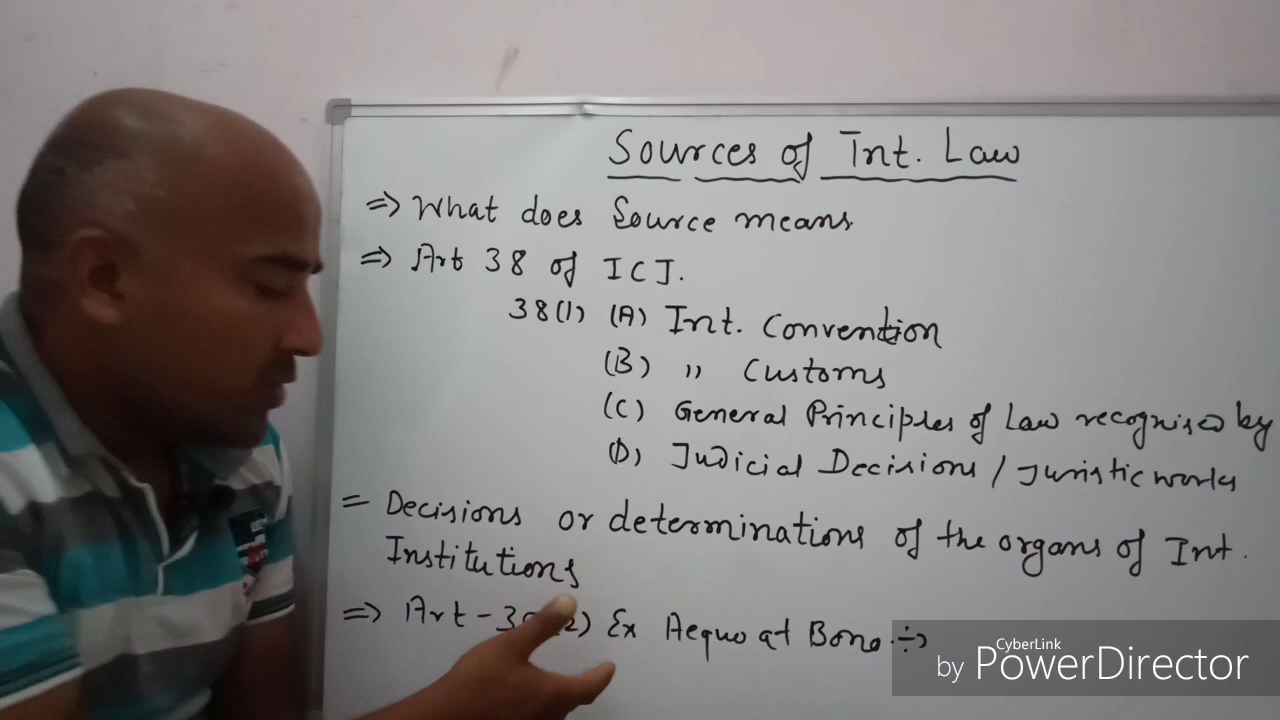 Sources of Int. Law
⇒ What does Source means.
⇒ Art 38 of ICJ.
38(1) (A) Int. Convention
(B) " Customs
(C) General Principles of Law recognised by
(D) Judicial Decisions / Juristic works
= Decisions or determinations of the organs of Int.
Institutions
⇒ Art - 3 2) Ex Aequo at Bono ÷
CyberLink
by PowerDirector